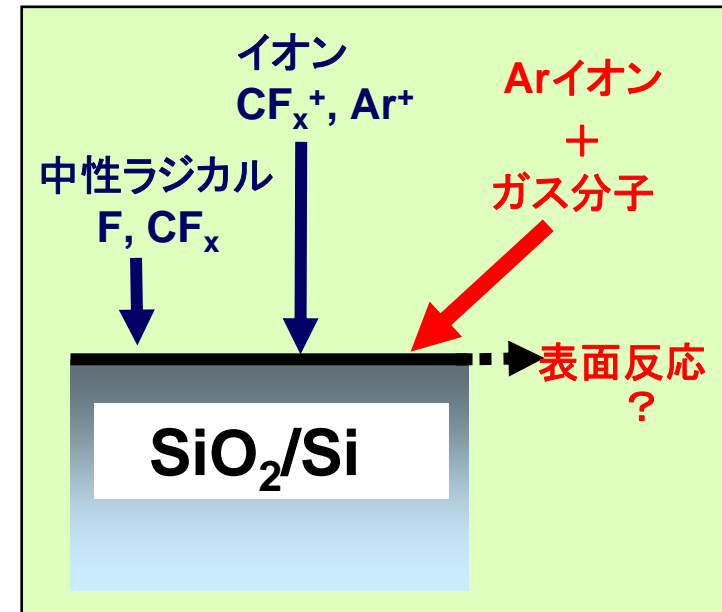 イオン
CFx+, Ar+
中性ラジカル
F, CFx
Arイオン
＋
ガス分子
表面反応
？
SiO2/Si